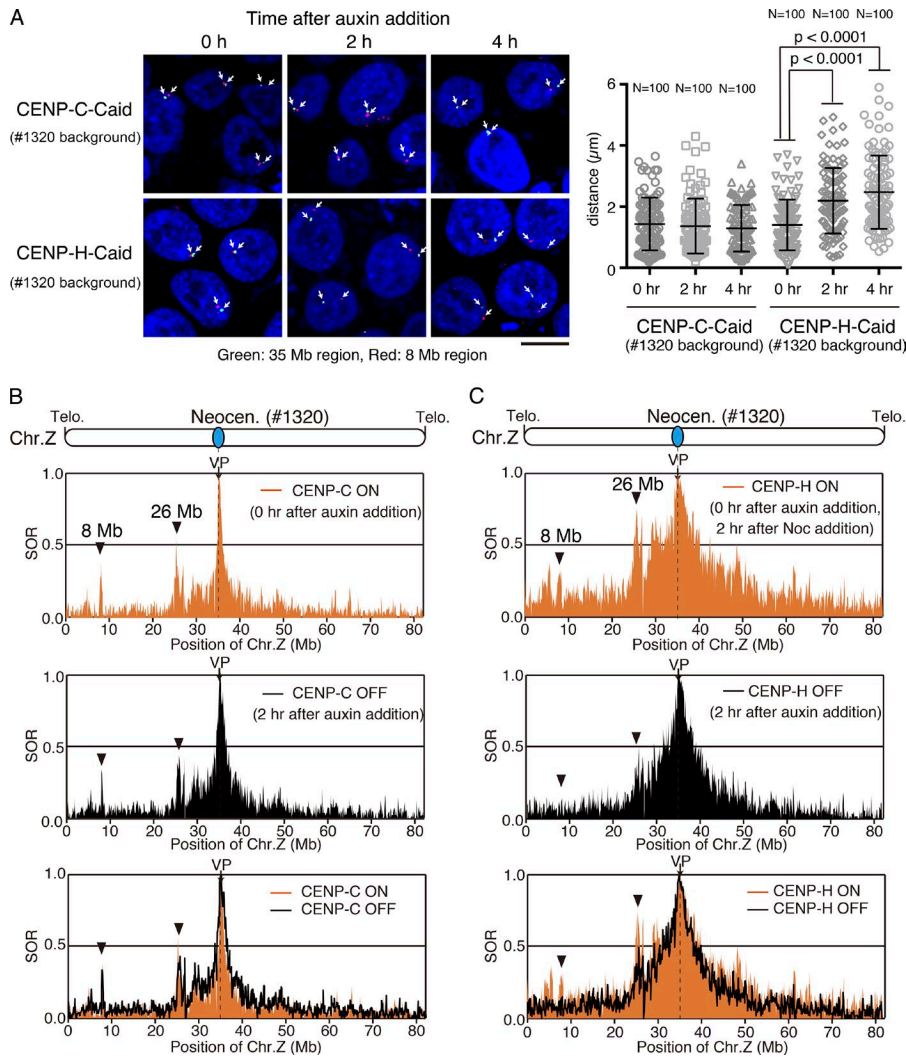 A
Time after auxin addition
0 h
2 h
4 h
CENP-C-Caid
(#1320 background)
CENP-H-Caid
(#1320 background)
Green: 35 Mb region, Red: 8 Mb region
N=100 N=100 N=100
p < 0.0001
p < 0.0001
N=100 N=100 N=100
distance (µm)
6
4
2
0
0 hr 2 hr 4 hr 0 hr 2 hr 4 hr
CENP-C-Caid CENP-H-Caid
(#1320 background) (#1320 background)
B
Telo. Neocen. (#1320) Telo.
Chr.Z
VP
1.0
0.5
0.0
SOR
8 Mb
26 Mb
CENP-C ON
(0 hr after auxin addition)
0 10 20 30 40 50 60 70 80
Position of Chr.Z (Mb)
VP
1.0
0.5
0.0
SOR
CENP-C OFF
(2 hr after auxin addition)
0 10 20 30 40 50 60 70 80
Position of Chr.Z (Mb)
VP
1.0
0.5
0.0
SOR
CENP-C ON
CENP-C OFF
0 10 20 30 40 50 60 70 80
Position of Chr.Z (Mb)
C
Telo. Neocen. (#1320) Telo.
Chr.Z
VP
1.0
0.5
0.0
SOR
8 Mb
26 Mb
CENP-H ON
(0 hr after auxin addition,
2 hr after Noc addition)
0 10 20 30 40 50 60 70 80
Position of Chr.Z (Mb)
VP
1.0
0.5
0.0
SOR
CENP-H OFF
(2 hr after auxin addition)
0 10 20 30 40 50 60 70 80
Position of Chr.Z (Mb)
VP
1.0
0.5
0.0
SOR
CENP-H ON
CENP-H OFF
0 10 20 30 40 50 60 70 80
Position of Chr.Z (Mb)